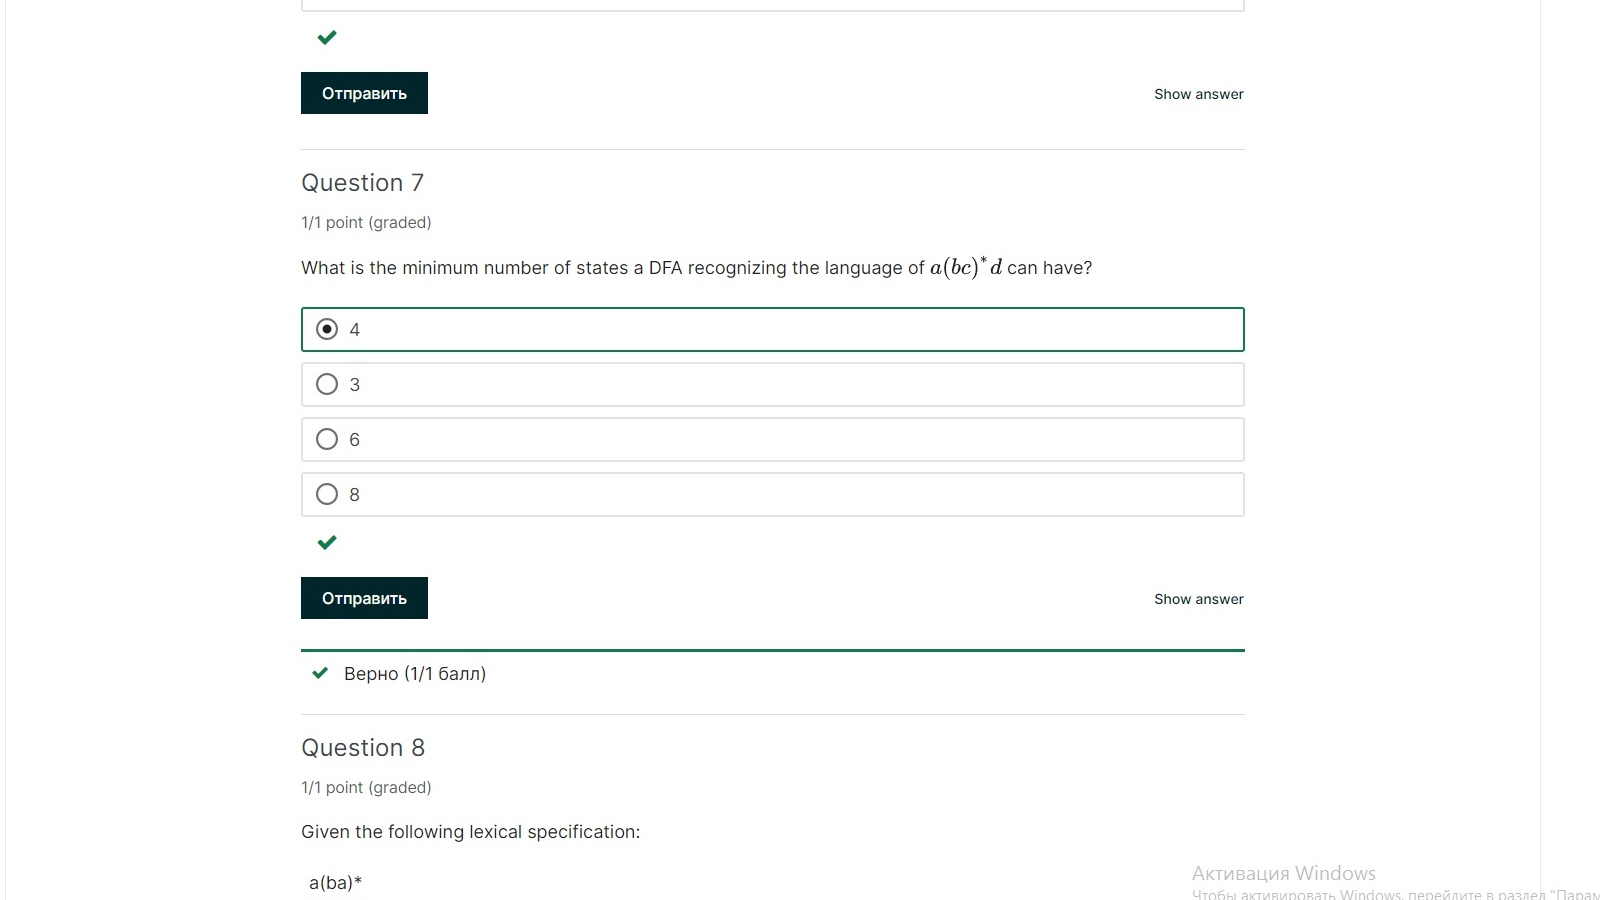 Отправить
Show answer
Question 7
1/1 point (graded)
What is the minimum number of states a DFA recognizing the language of a(bc)*d can have?
4
3
6
8
Отправить
Show answer
Верно (1/1 балл)
Question 8
1/1 point (graded)
Given the following lexical specification:
a(ba)*
Активация Windows
Чтобы активировать Windows, перейдите в раздел "Парам